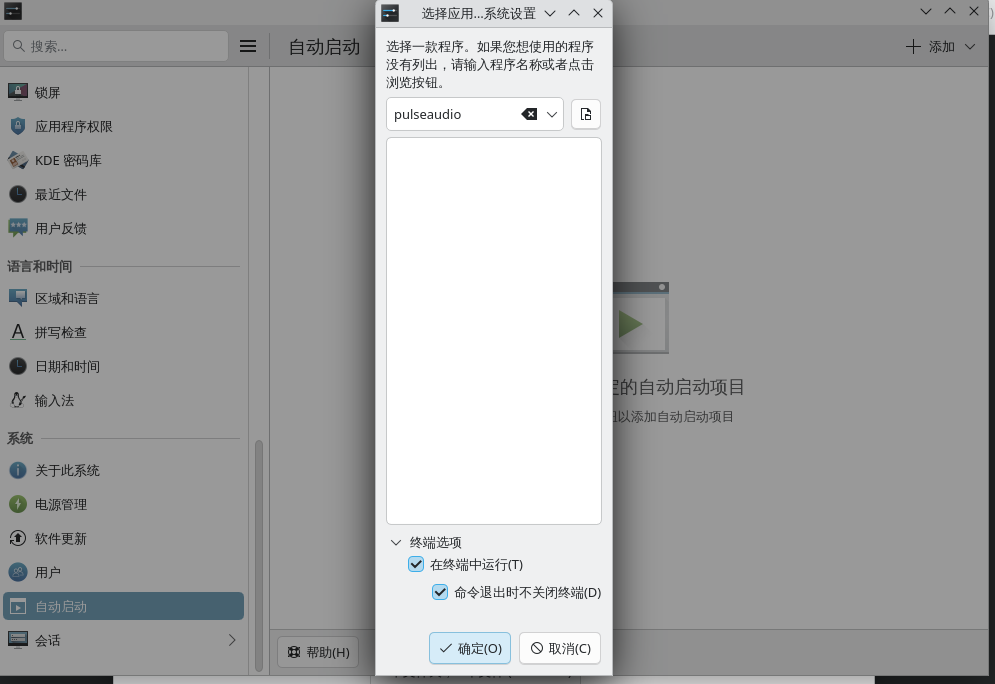 选择应用...系统设置
搜索...
自动启动
添加
锁屏
应用程序权限
KDE 密码库
最近文件
用户反馈
语言和时间
区域和语言
拼写检查
日期和时间
输入法
系统
关于此系统
电源管理
软件更新
用户
自动启动
会话
选择一款程序。如果您想使用的程序
没有列出，请输入程序名称或者点击
浏览按钮。
pulseaudio
终端选项
在终端中运行(T)
命令退出时不关闭终端(D)
确定(O)
取消(C)
的自动启动项目
以添加自动启动项目
帮助(H)